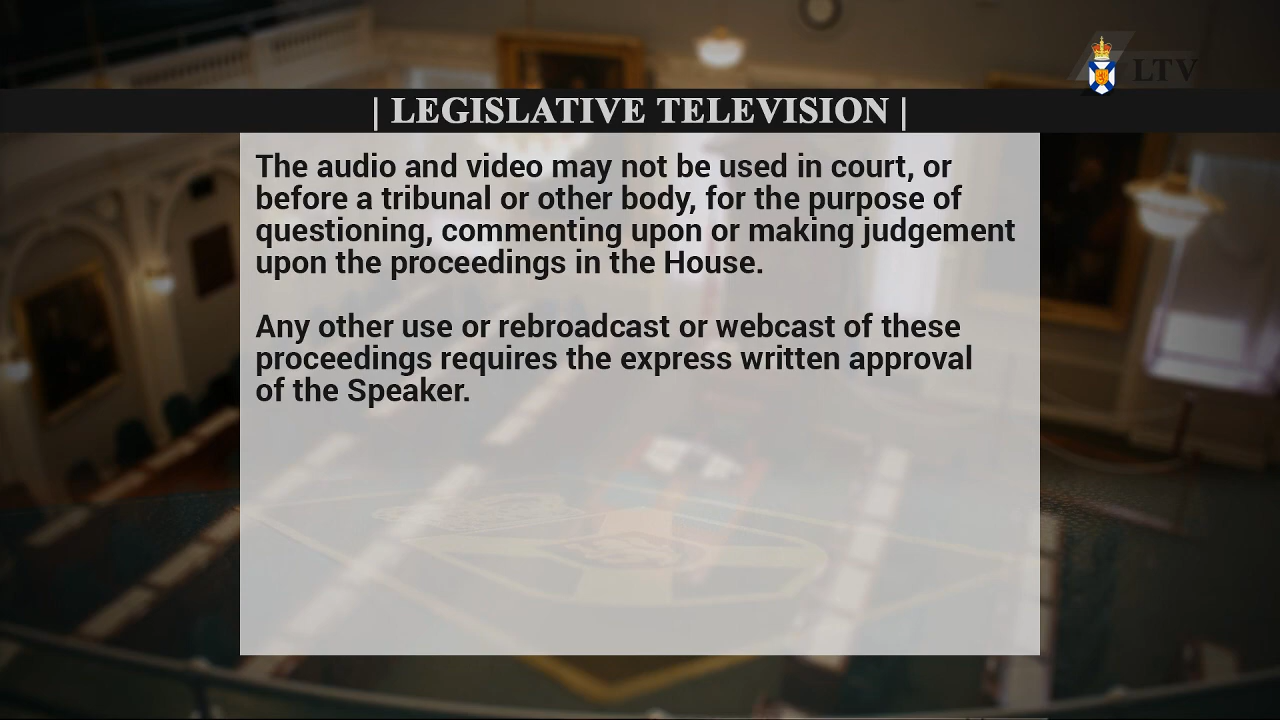 LTV
| LEGISLATIVE TELEVISION |
The audio and video may not be used in court, or
before a tribunal or other body, for the purpose of
questioning, commenting upon or making judgement
upon the proceedings in the House.
Any other use or rebroadcast or webcast of these
proceedings requires the express written approval
of the Speaker.